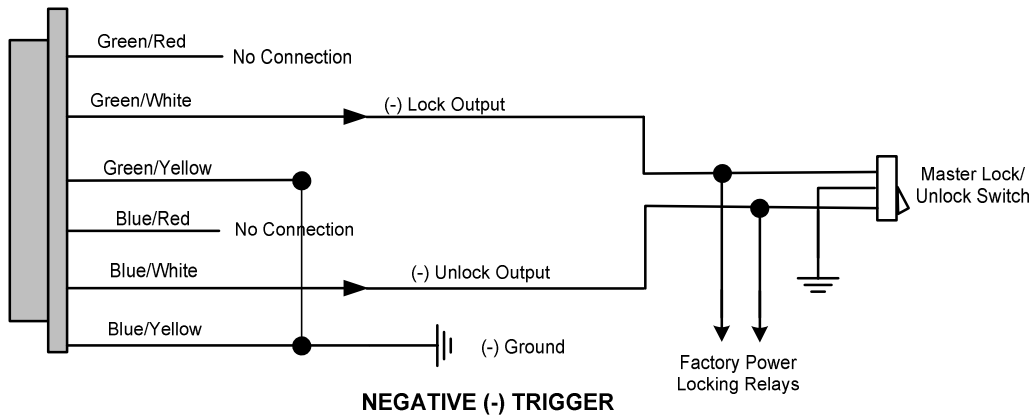 Green/Red
No Connection
Green/White
(-) Lock Output
Green/Yellow
Master Lock/
Unlock Switch
Blue/Red
No Connection
Blue/White
(-) Unlock Output
Blue/Yellow
(-) Ground
Factory Power
Locking Relays
NEGATIVE (-) TRIGGER